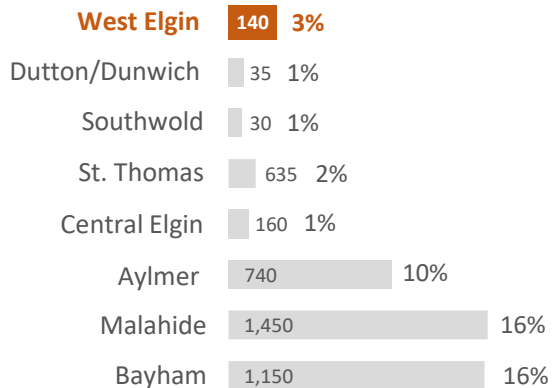 West Elgin 140 3%
Dutton/Dunwich 35 1%
Southwold 30 1%
St. Thomas 635 2%
Central Elgin 160 1%
Aylmer 740 10%
Malahide 1,450 16%
Bayham 1,150 16%